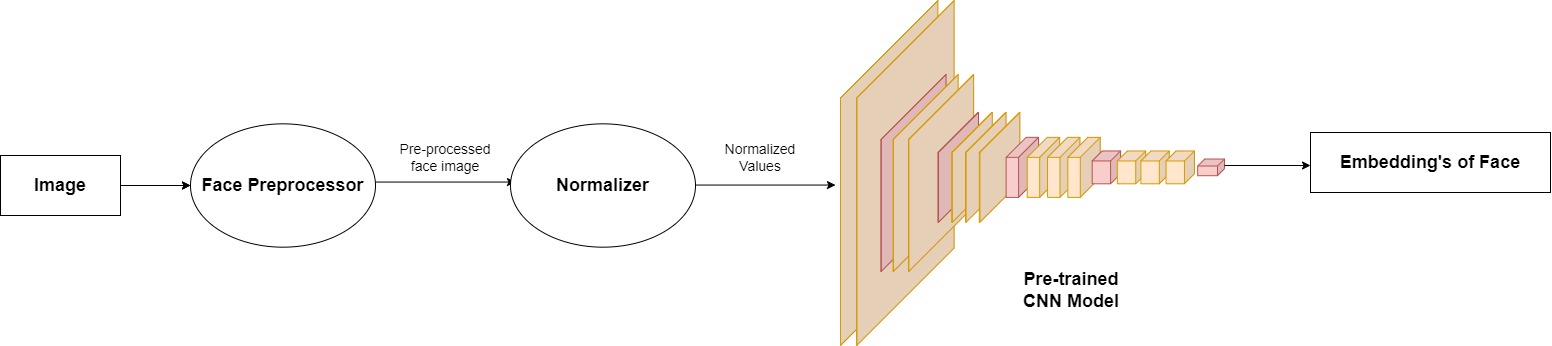 Image
Face Preprocessor
Pre-processed
face image
Normalizer
Normalized
Values
Pre-trained
CNN Model
Embedding's of Face